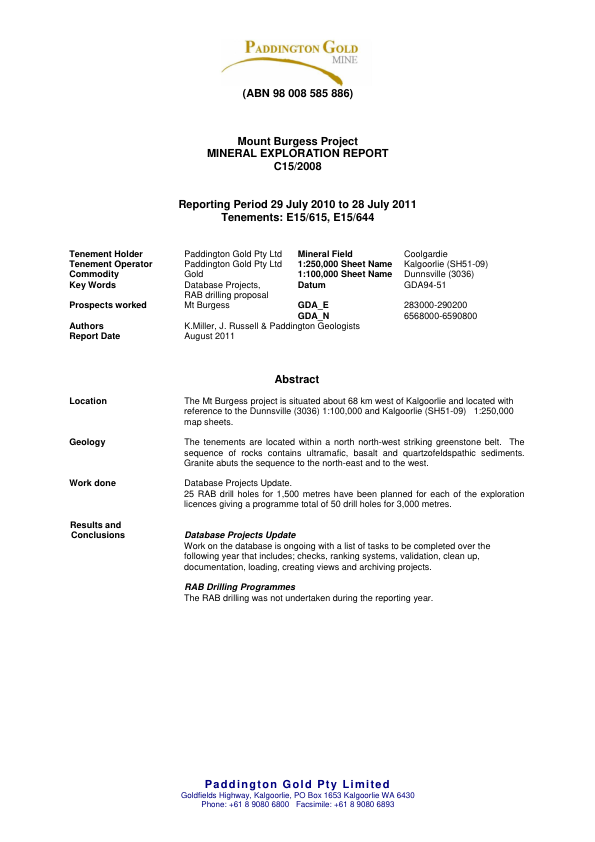 PADDINGTON GOLD
MINE
(ABN 98 008 585 886)
Mount Burgess Project
MINERAL EXPLORATION REPORT
C15/2008
Reporting Period 29 July 2010 to 28 July 2011
Tenements: E15/615, E15/644
Tenement Holder Paddington Gold Pty Ltd Mineral Field Coolgardie
Tenement Operator Paddington Gold Pty Ltd 1:250,000 Sheet Name Kalgoorlie (SH51-09)
Commodity Gold 1:100,000 Sheet Name Dunnsville (3036)
Key Words Database Projects, Datum GDA94-51
RAB drilling proposal
Prospects worked Mt Burgess GDA_E 283000-290200
GDA_N 6568000-6590800
Authors K.Miller, J. Russell & Paddington Geologists
Report Date August 2011
Abstract
Location The Mt Burgess project is situated about 68 km west of Kalgoorlie and located with
reference to the Dunnsville (3036) 1:100,000 and Kalgoorlie (SH51-09) 1:250,000
map sheets.
Geology The tenements are located within a north north-west striking greenstone belt. The
sequence of rocks contains ultramafic, basalt and quartzofeldspathic sediments.
Granite abuts the sequence to the north-east and to the west.
Work done Database Projects Update.
25 RAB drill holes for 1,500 metres have been planned for each of the exploration
licences giving a programme total of 50 drill holes for 3,000 metres.
Results and
Conclusions Database Projects Update
Work on the database is ongoing with a list of tasks to be completed over the
following year that includes; checks, ranking systems, validation, clean up,
documentation, loading, creating views and archiving projects.
RAB Drilling Programmes
The RAB drilling was not undertaken during the reporting year.
Paddington Gold Pty Limited
Goldfields Highway, Kalgoorlie, PO Box 1653 Kalgoorlie WA 6430
Phone: +61 8 9080 6800 Facsimile: +61 8 9080 6893